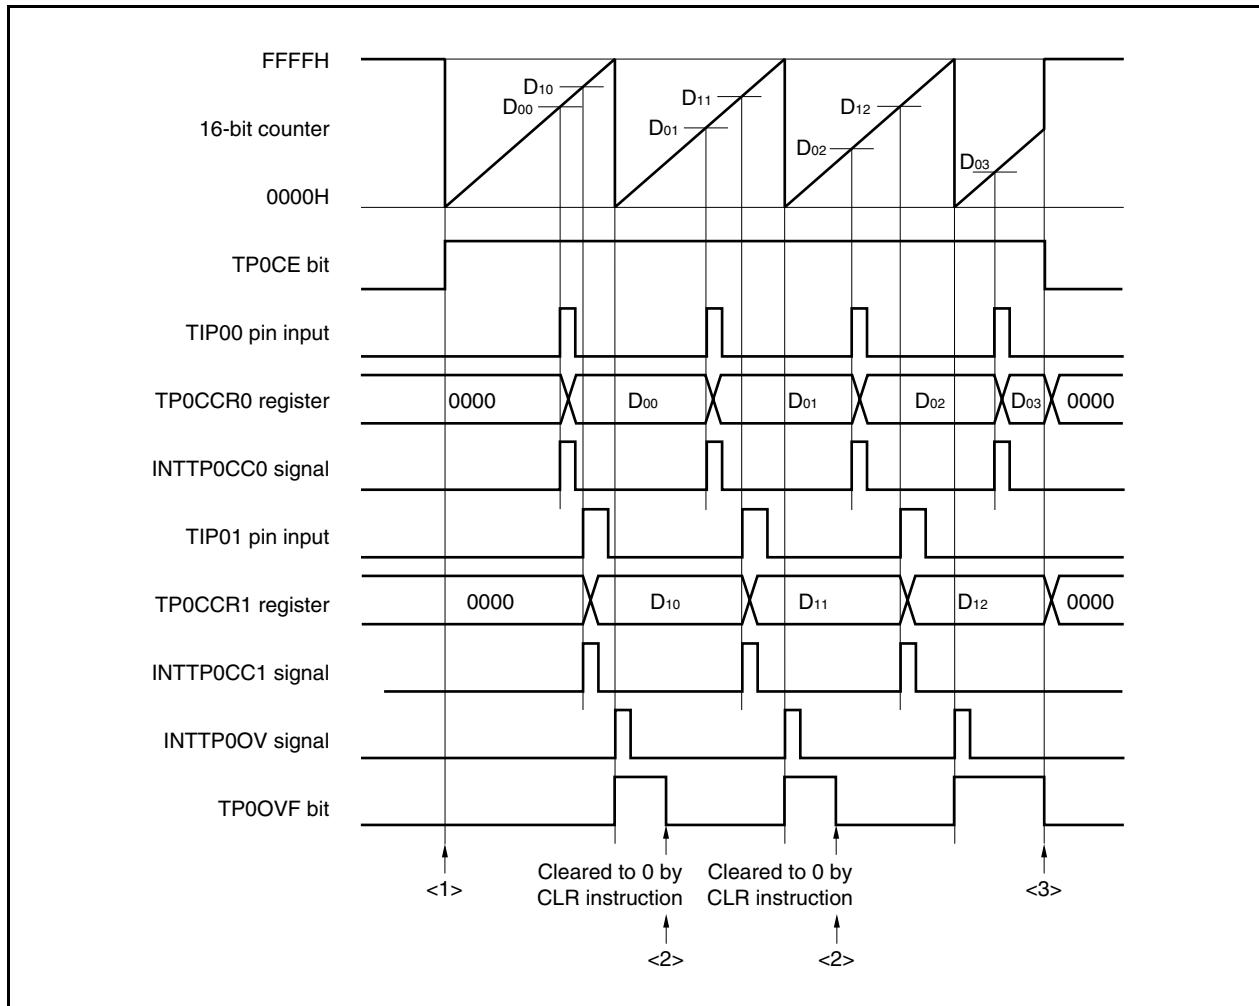 FFFFH
D10
D00
D11
D12
16-bit counter
D01
D02
D03
0000H
TP0CE bit
TIP00 pin input
TP0CCR0 register
0000 D00 D01 D02 D03 0000
INTTP0CC0 signal
TIP01 pin input
TP0CCR1 register
0000 D10 D11 D12 0000
INTTP0CC1 signal
INTTP0OV signal
TP0OVF bit
<1>
Cleared to 0 by
CLR instruction
<2>
Cleared to 0 by
CLR instruction
<2>
<3>